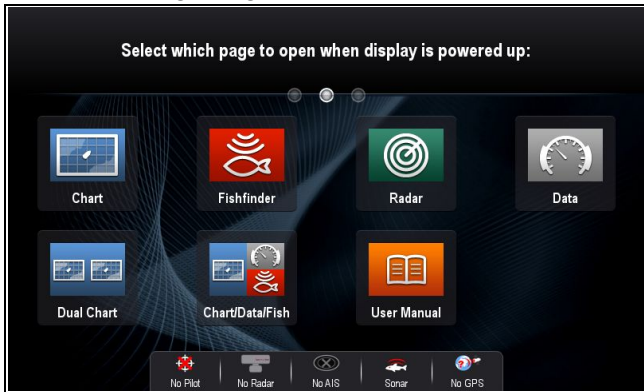 Select which page to open when display is powered up:
Chart
Fishfinder
Radar
Data
Dual Chart
Chart/Data/Fish
User Manual
No Pilot
No Radar
No AIS
Sonar
No GPS